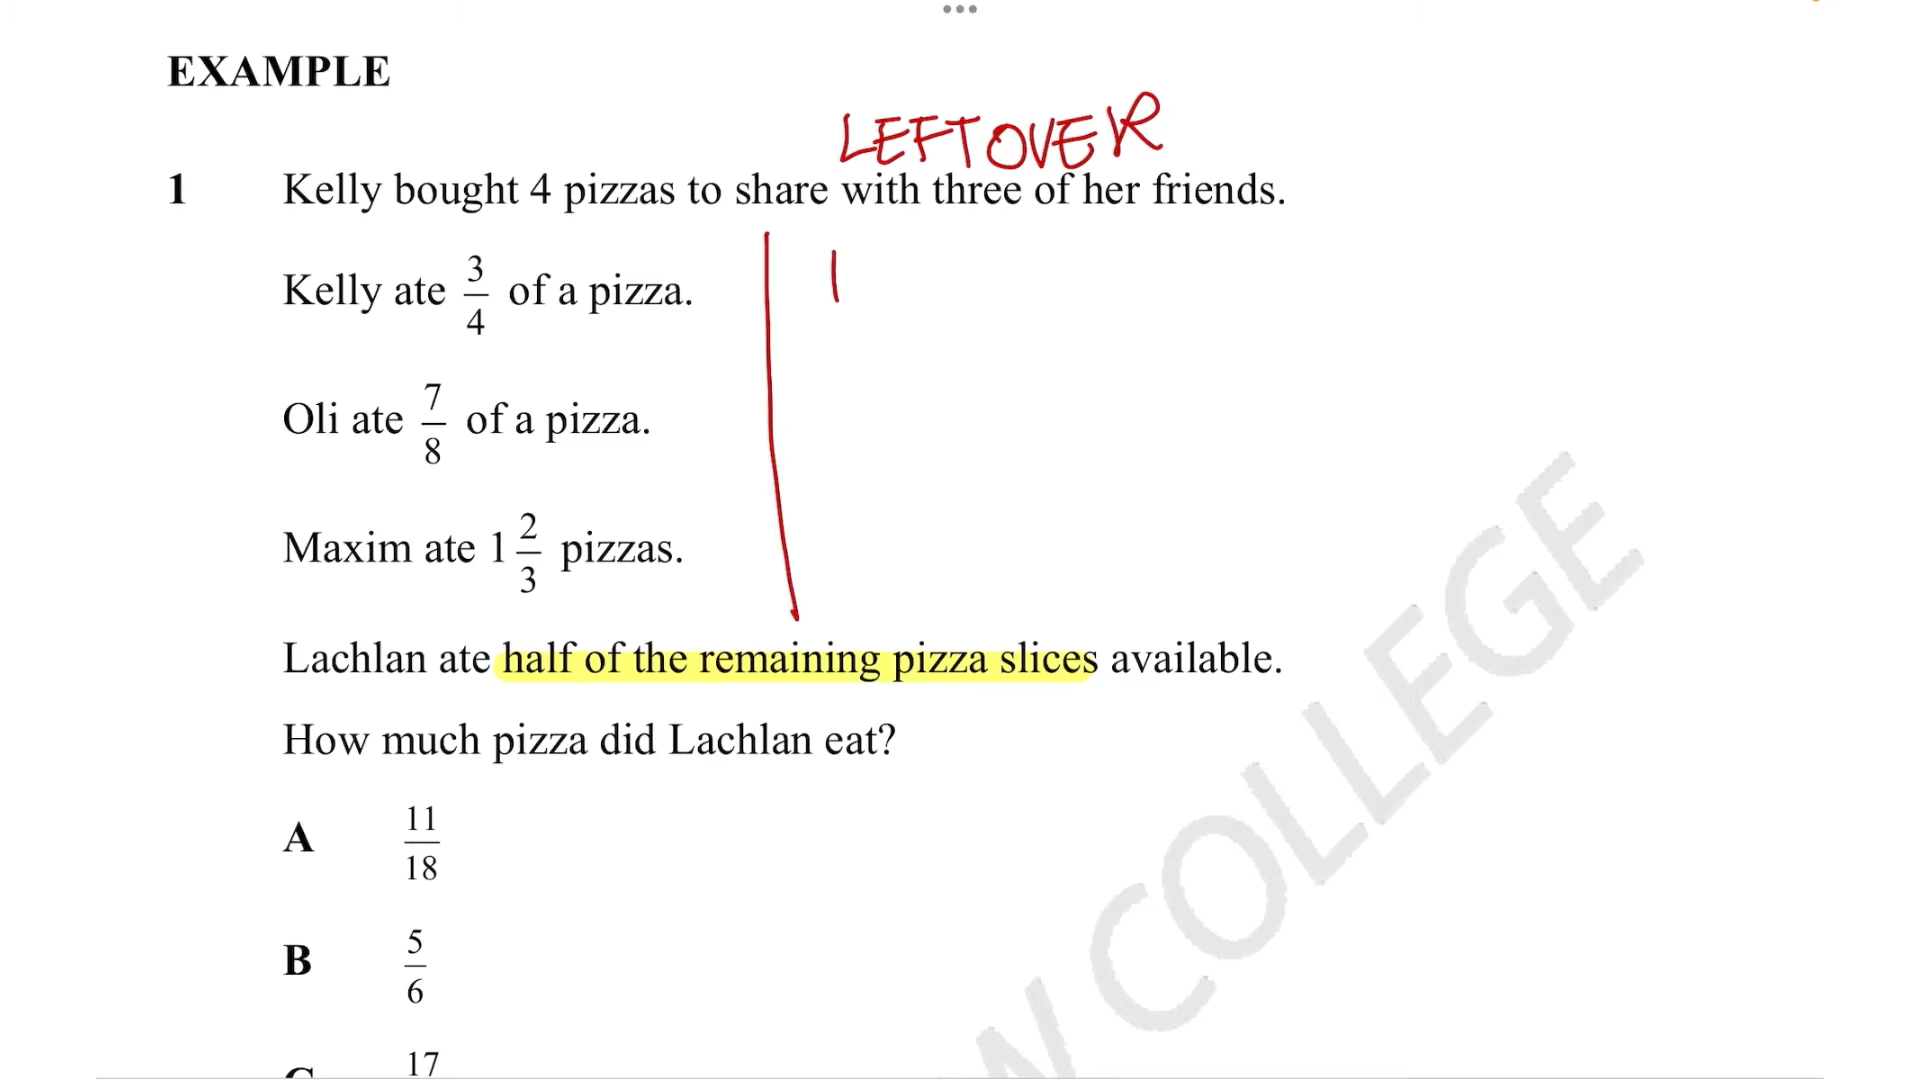 EXAMPLE
LEFTOVER
1 Kelly bought 4 pizzas to share with three of her friends.
1
Kelly ate 3/4 of a pizza.
Oli ate 7/8 of a pizza.
Maxim ate 1 2/3 pizzas.
Lachlan ate half of the remaining pizza slices available.
How much pizza did Lachlan eat?
A 11/18
B 5/6
17
COLLEGE